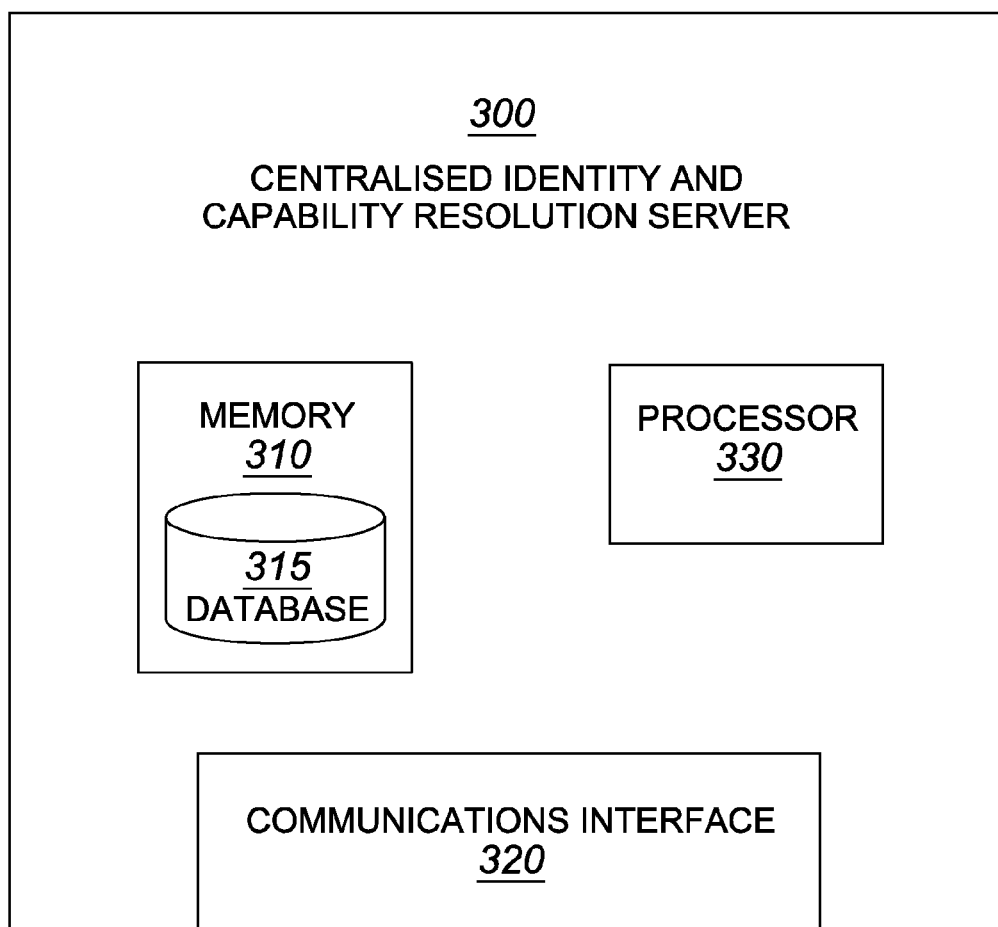 300
CENTRALISED IDENTITY AND
CAPABILITY RESOLUTION SERVER
MEMORY
310
315
DATABASE
PROCESSOR
330
COMMUNICATIONS INTERFACE
320